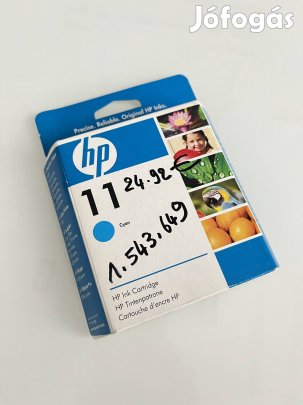 Jófogás
Precise. Reliable. Original HP Inks.
hp
11
24.92 €
Cyan
1.543.649
HP Ink Cartridge
HP Tintenpatrone
Cartouche d'encre HP